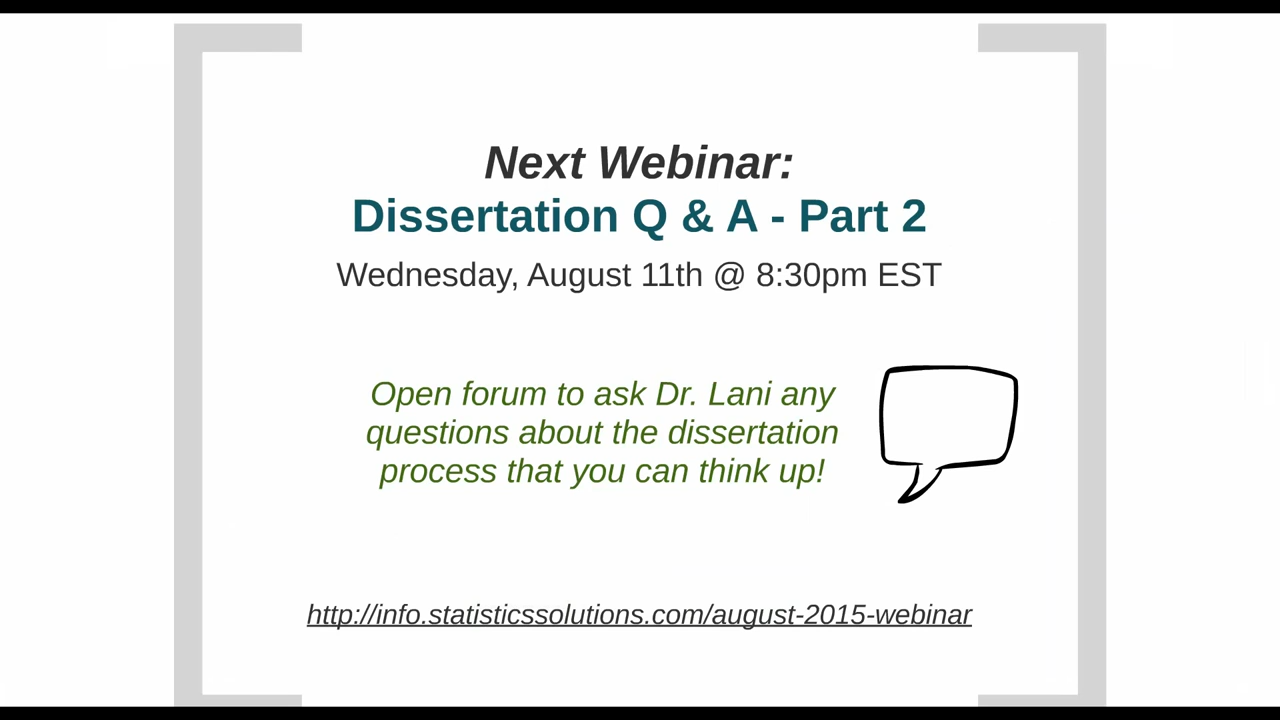 Next Webinar:
Dissertation Q & A - Part 2
Wednesday, August 11th @ 8:30pm EST
Open forum to ask Dr. Lani any
questions about the dissertation
process that you can think up!
http://info.statisticssolutions.com/august-2015-webinar